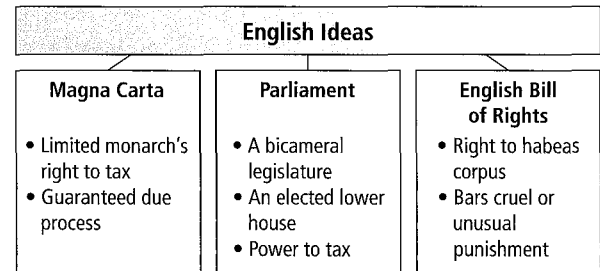 English Ideas
Magna Carta
• Limited monarch's
right to tax
• Guaranteed due
process
Parliament
• A bicameral
legislature
• An elected lower
house
• Power to tax
English Bill
of Rights
• Right to habeas
corpus
• Bars cruel or
unusual
punishment